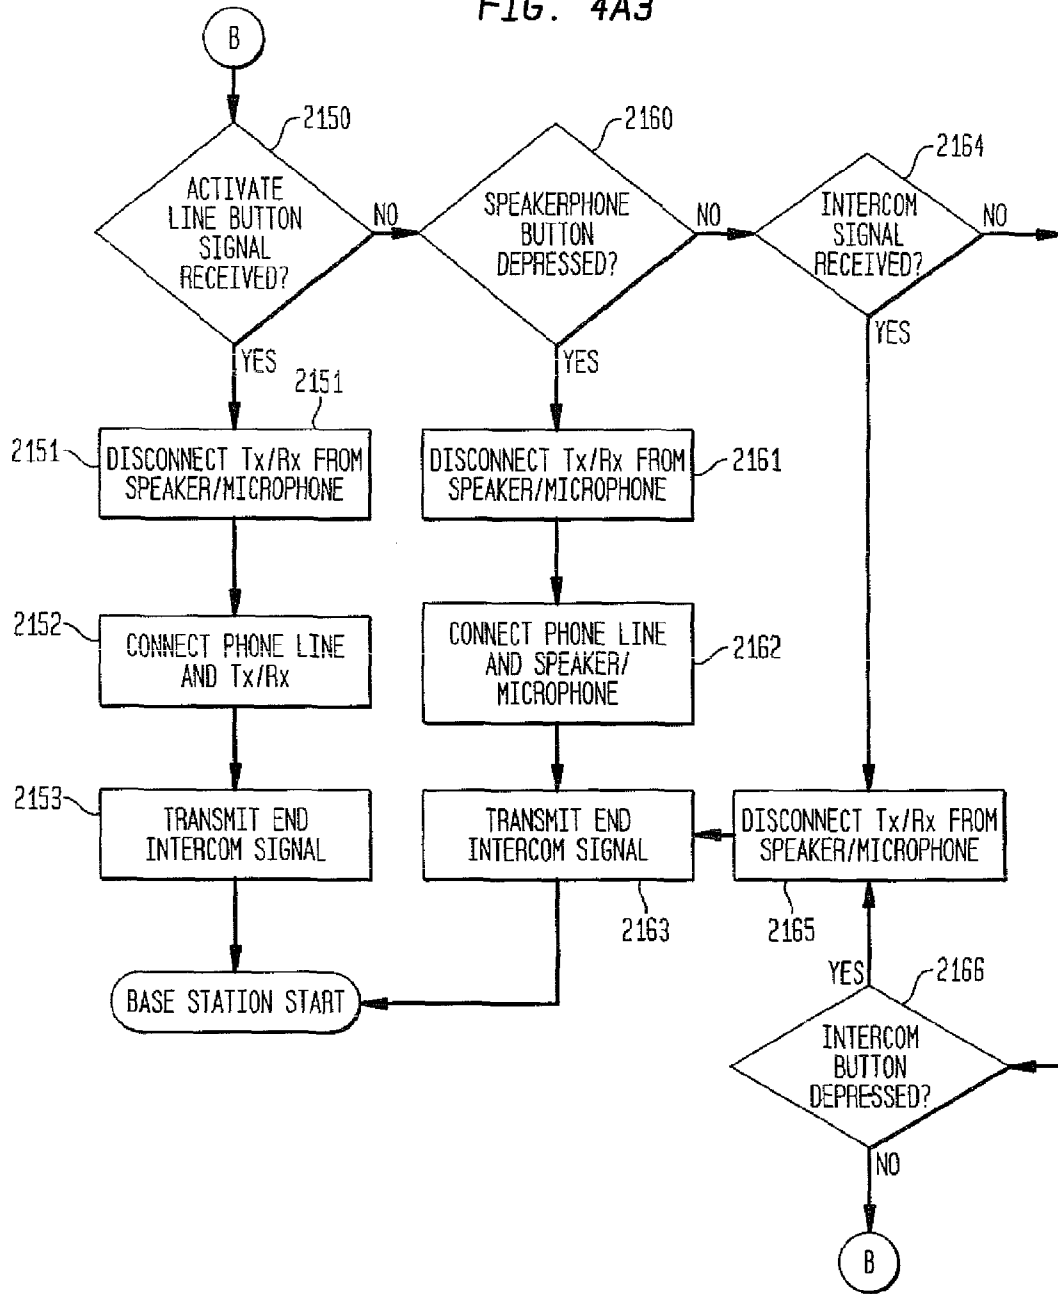 FIG. 4A3
B
2150
2160
2164
ACTIVATE
LINE BUTTON
SIGNAL
RECEIVED?
NO
SPEAKERPHONE
BUTTON
DEPRESSED?
NO
INTERCOM
SIGNAL
RECEIVED?
NO
YES
YES
YES
2151
2151
DISCONNECT Tx/Rx FROM
SPEAKER/MICROPHONE
DISCONNECT Tx/Rx FROM
SPEAKER/MICROPHONE
2161
2152
CONNECT PHONE LINE
AND Tx/Rx
CONNECT PHONE LINE
AND SPEAKER/
MICROPHONE
2162
2153
TRANSMIT END
INTERCOM SIGNAL
TRANSMIT END
INTERCOM SIGNAL
DISCONNECT Tx/Rx FROM
SPEAKER/MICROPHONE
2163
2165
YES
2166
BASE STATION START
INTERCOM
BUTTON
DEPRESSED?
NO
B